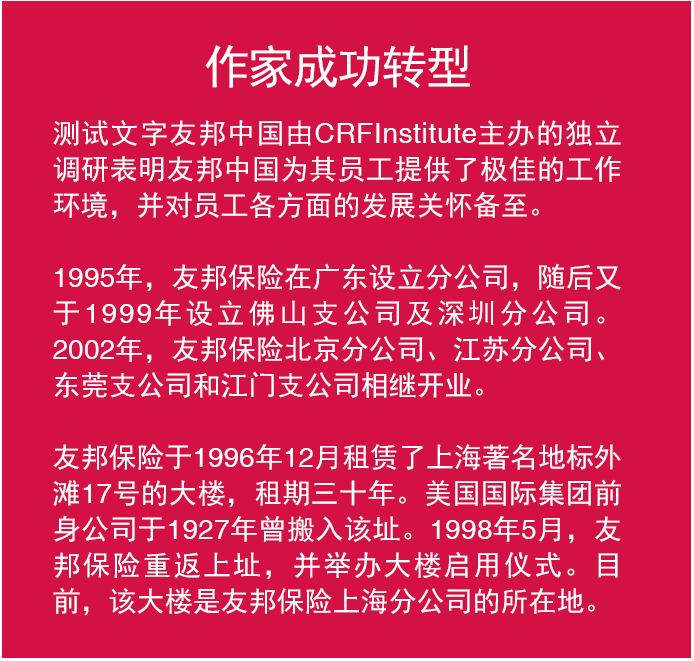 作家成功转型
测试文字友邦中国由CRFInstitute主办的独立
调研表明友邦中国为其员工提供了极佳的工作
环境，并对员工各方面的发展关怀备至。
1995年，友邦保险在广东设立分公司，随后又
于1999年设立佛山支公司及深圳分公司。
2002年，友邦保险北京分公司、江苏分公司、
东莞支公司和江门支公司相继开业。
友邦保险于1996年12月租赁了上海著名地标外
滩17号的大楼，租期三十年。美国国际集团前
身公司于1927年曾搬入该址。1998年5月，友
邦保险重返上址，并举办大楼启用仪式。目
前，该大楼是友邦保险上海分公司的所在地。